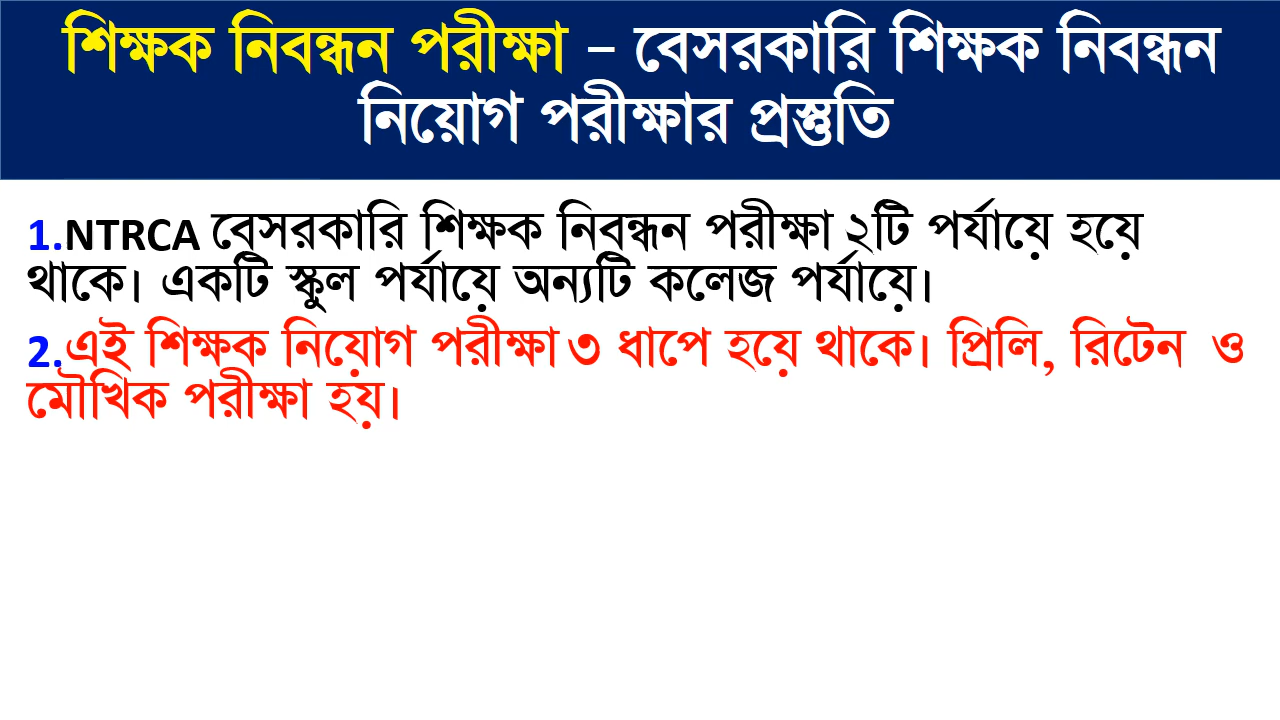 শিক্ষক নিবন্ধন পরীক্ষা – বেসরকারি শিক্ষক নিবন্ধন
নিয়োগ পরীক্ষার প্রস্তুতি
1.NTRCA বেসরকারি শিক্ষক নিবন্ধন পরীক্ষা ২টি পর্যায়ে হয়ে
থাকে। একটি স্কুল পর্যায়ে অন্যটি কলেজ পর্যায়ে।
2.এই শিক্ষক নিয়োগ পরীক্ষা ৩ ধাপে হয়ে থাকে। প্রিলি, রিটেন ও
মৌখিক পরীক্ষা হয়।